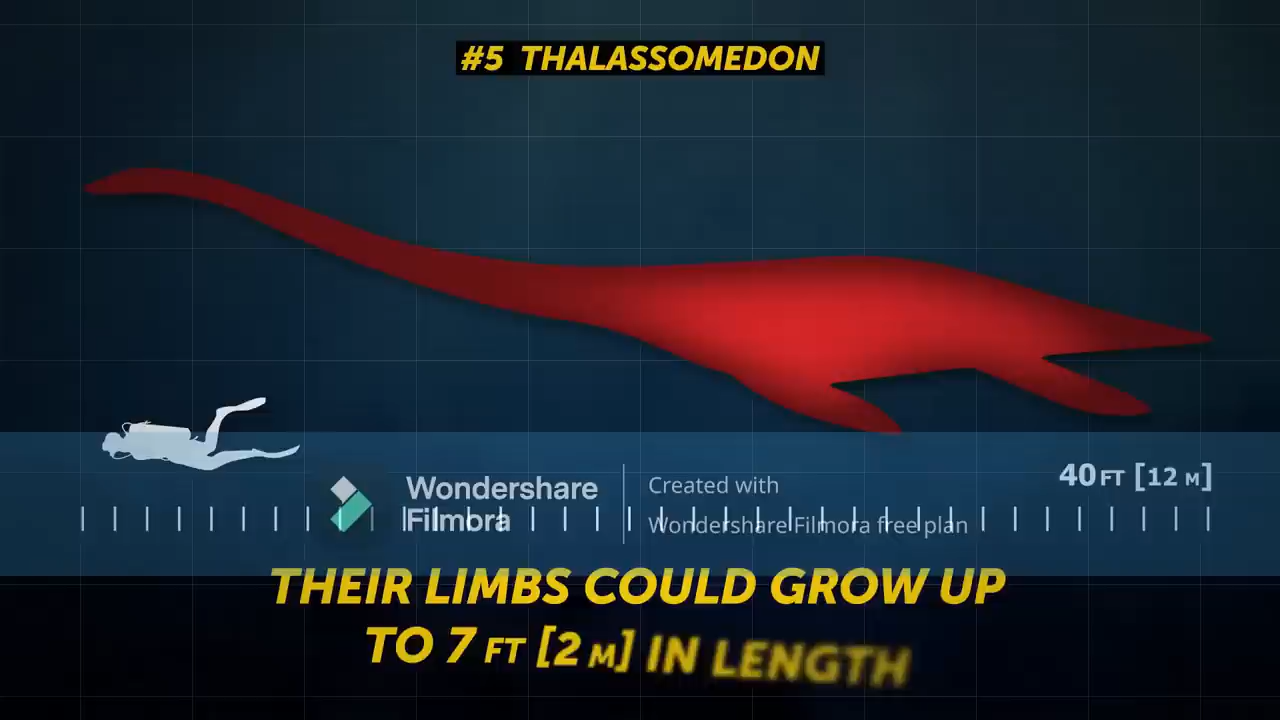 #5 THALASSOMEDON
40 FT [12 M]
Wondershare
Filmora
Created with
Wondershare Filmora free plan
THEIR LIMBS COULD GROW UP
TO 7 FT [2 M] IN LENGTH